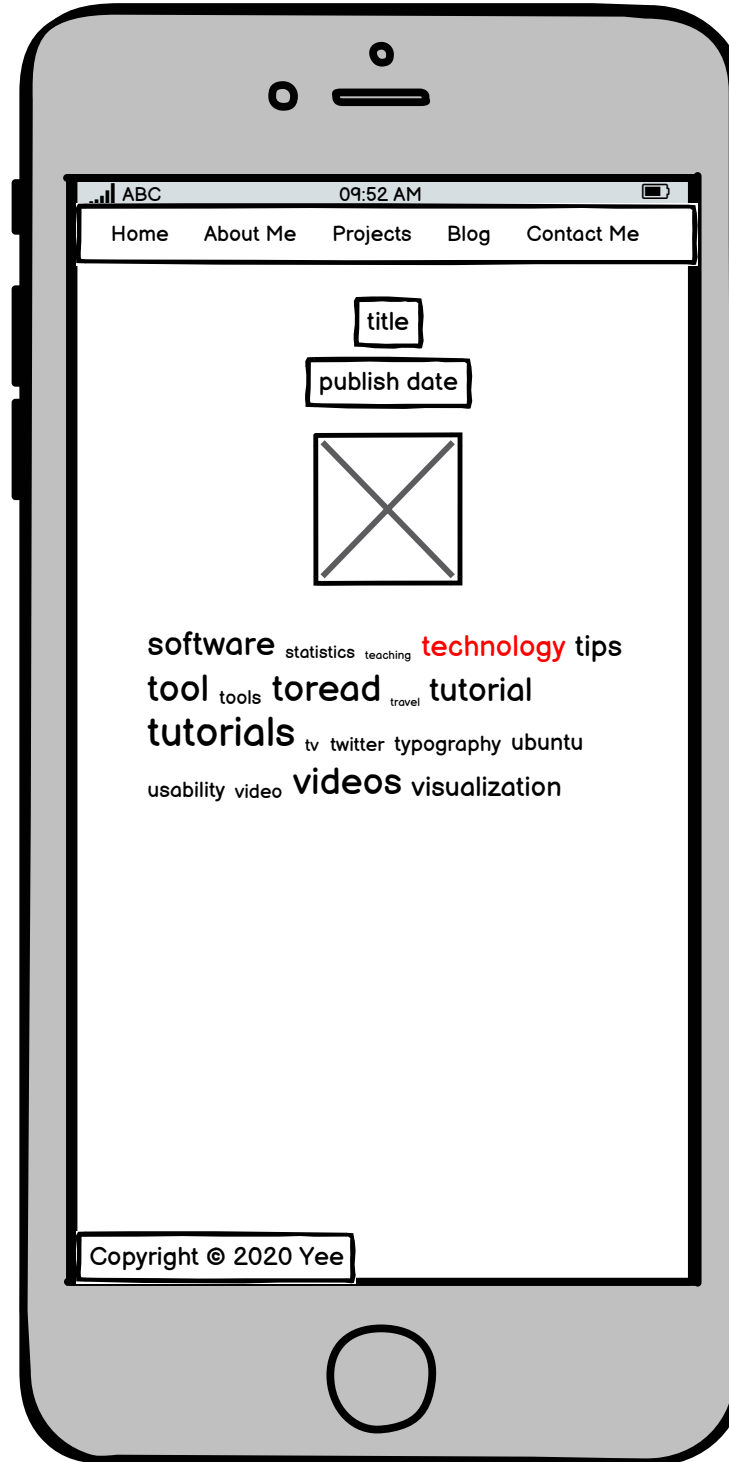 ABC 09:52 AM
Home About Me Projects Blog Contact Me
title
publish date
software statistics teaching technology tips
tool tools toread travel tutorial
tutorials tv twitter typography ubuntu
usability video videos visualization
Copyright © 2020 Yee